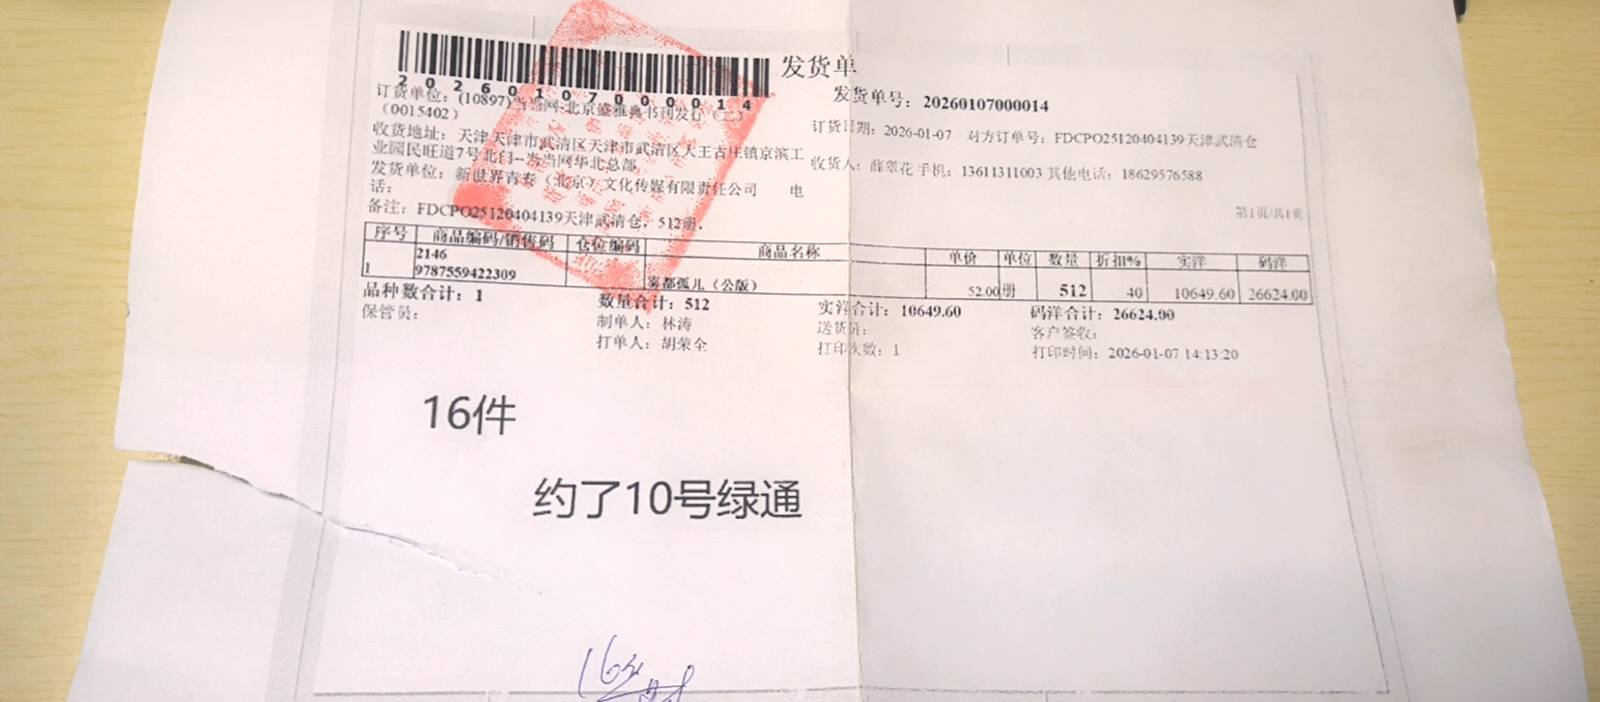 发货单
20260107000014
发货单号：20260107000014
订货单位：(10897)当当网-北京盛雅典书刊发行（二）
（0015402）
订货日期：2026-01-07 对方订单号：FDCPO25120404139天津武清仓
收货地址：天津天津市武清区天津市武清区大王古庄镇京滨工
业园民旺道7号北门--当当网华北总部
收货人：薛翠花 手机：13611311003 其他电话：18629576588
发货单位：新世界青春（北京）文化传媒有限责任公司 电
话：
备注：FDCPO25120404139天津武清仓，512册，
第1页/共1页
序号 商品编码/销售码 仓位编码 商品名称 单价 单位 数量 折扣% 实洋 码洋
2146
1 9787559422309 雾都孤儿（公版） 52.00 册 512 40 10649.60 26624.00
品种数合计：1 数量合计：512 实洋合计：10649.60 码洋合计：26624.00
保管员： 制单人：林涛 送货员： 客户签收：
打单人：胡荣全 打印次数：1 打印时间：2026-01-07 14:13:20
16件
约了10号绿通